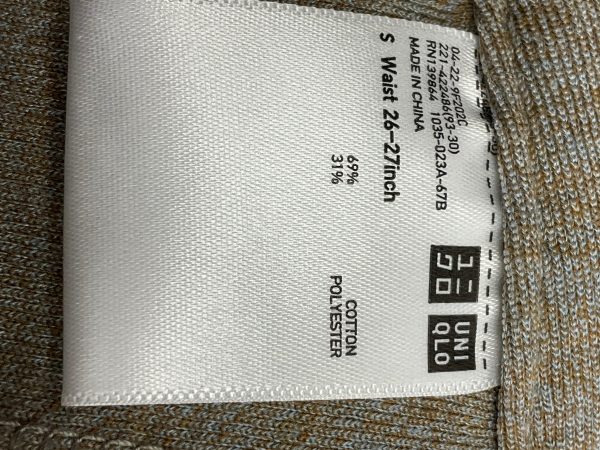 ユニ
クロ
UNI
QLO
04-22-9F202C
221-422486(93-30)
RN139864 1035-023A-67B
MADE IN CHINA
S Waist 26-27inch
69% COTTON
31% POLYESTER